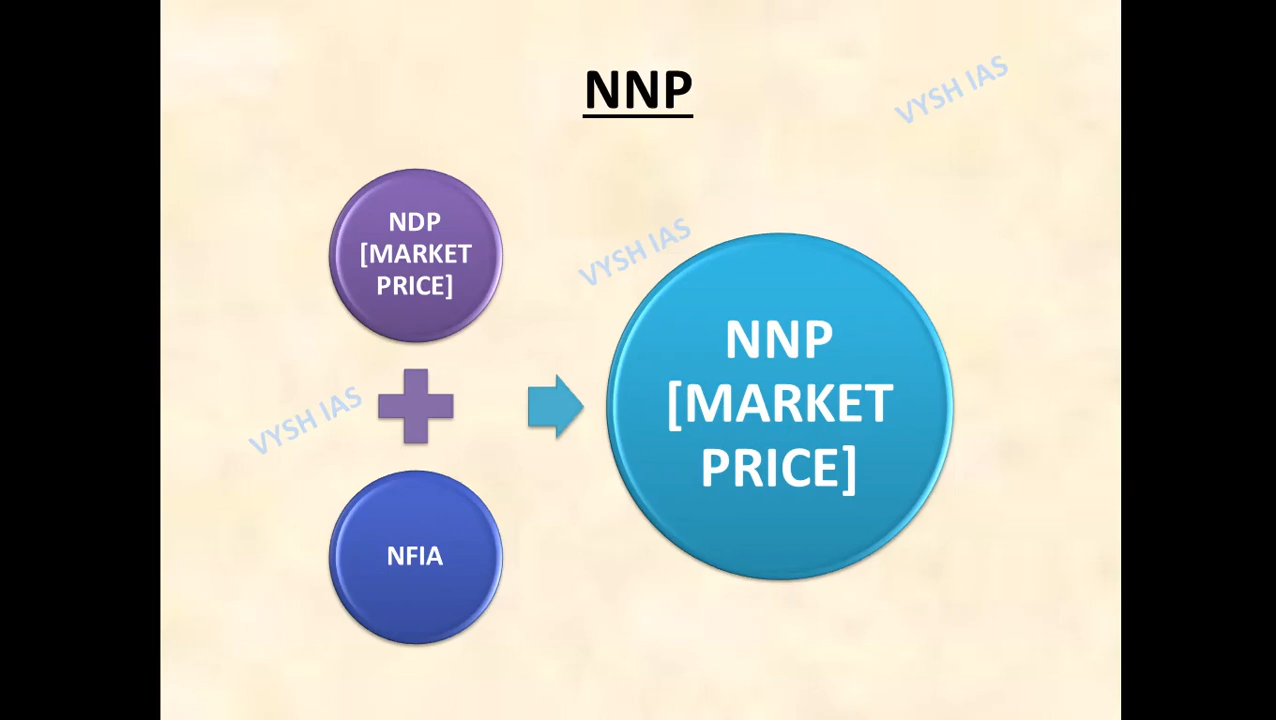 NNP
VYSH IAS
NDP
[MARKET
PRICE]
VYSH IAS
NNP
[MARKET
PRICE]
VYSH IAS
NFIA